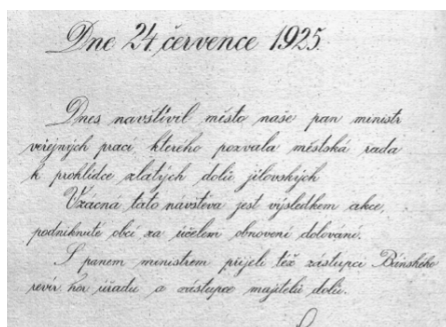 Dne 24. července 1925.
Dnes navštívil město naše pan ministr
veřejných prací kterého pozvala městská rada
k prohlídce zlatých dolů jílovských
Vzácná tato návštěva jest výsledkem akce,
podniknuté obcí za účelem obnovení dolování.
S panem ministrem přijeli též zástupci Báňského
revír. hor. úřadu a zástupce majitelů dolů.